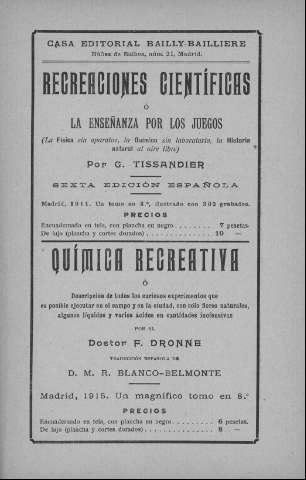 CASA EDITORIAL BAILLY-BAILLIERE
Núñez de Balboa, núm. 21, Madrid.
RECREACIONES CIENTÍFICAS
Ó
LA ENSEÑANZA POR LOS JUEGOS
(La Física sin aparatos, la Química sin laboratorio, la Historia
natural al aire libre)
Por G. TISSANDIER
SEXTA EDICIÓN ESPAÑOLA
Madrid, 1911. Un tomo en 4.º, ilustrado con grabados.
PRECIOS
Encuadernado en tela, con plancha en negro . . . . . . . . 7 pesetas.
De lujo (plancha y cortes dorados) . . . . . . . . . . . . . . 10 —
QUÍMICA RECREATIVA
Ó
Descripción de todos los curiosos experimentos que
es posible ejecutar en el campo y en la ciudad, con sólo flores naturales,
algunos líquidos y varios ácidos en cantidades inofensivas
POR EL
Doctor F. DRONNE
TRADUCCIÓN ESPAÑOLA DE
D. M. R. BLANCO-BELMONTE
Madrid, 1915. Un magnífico tomo en 8.º
PRECIOS
Encuadernado en tela, con plancha en negro . . . . . . . . 6 pesetas.
De lujo (plancha y cortes dorados) . . . . . . . . . . . . . . 8 —